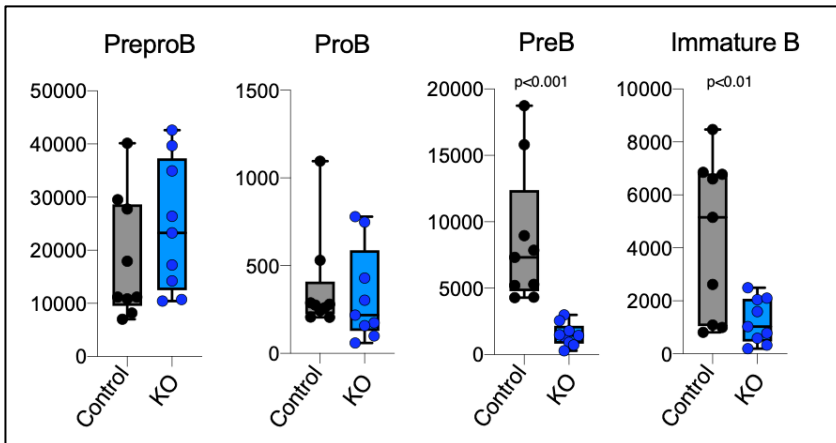 PreproB
50000
40000
30000
20000
10000
0
Control
KO
ProB
1500
1000
500
0
Control
KO
PreB
p<0.001
20000
15000
10000
5000
0
Control
KO
Immature B
p<0.01
10000
8000
6000
4000
2000
0
Control
KO